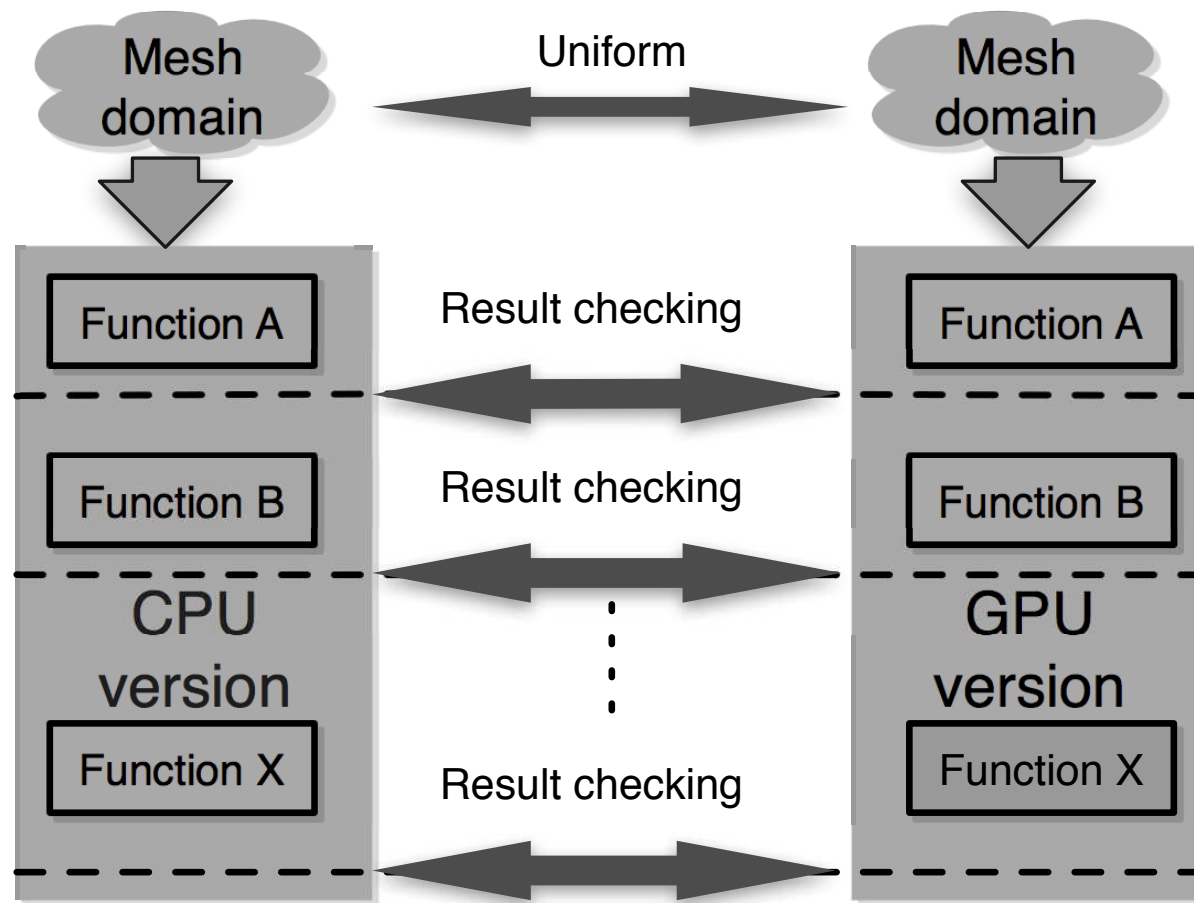 Mesh
domain
Uniform
Mesh
domain
Function A
Result checking
Function A
Function B
Result checking
Function B
CPU
version
GPU
version
Function X
Result checking
Function X